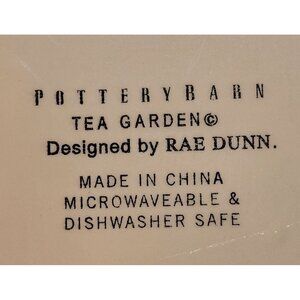 POTTERYBARN
TEA GARDEN©
Designed by RAE DUNN.
MADE IN CHINA
MICROWAVEABLE &
DISHWASHER SAFE